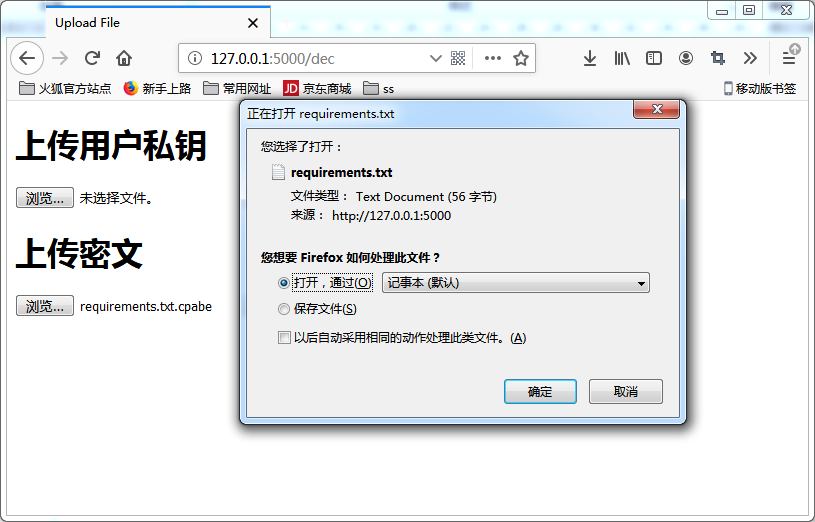 Upload File
127.0.0.1:5000/dec
火狐官方站点 新手上路 常用网址 JD 京东商城 ss 移动版书签
上传用户私钥
浏览... 未选择文件。
上传密文
浏览... requirements.txt.cpabe
正在打开 requirements.txt
您选择了打开：
requirements.txt
文件类型： Text Document (56 字节)
来源： http://127.0.0.1:5000
您想要 Firefox 如何处理此文件？
打开，通过(O) 记事本 (默认)
保存文件(S)
以后自动采用相同的动作处理此类文件。(A)
确定 取消